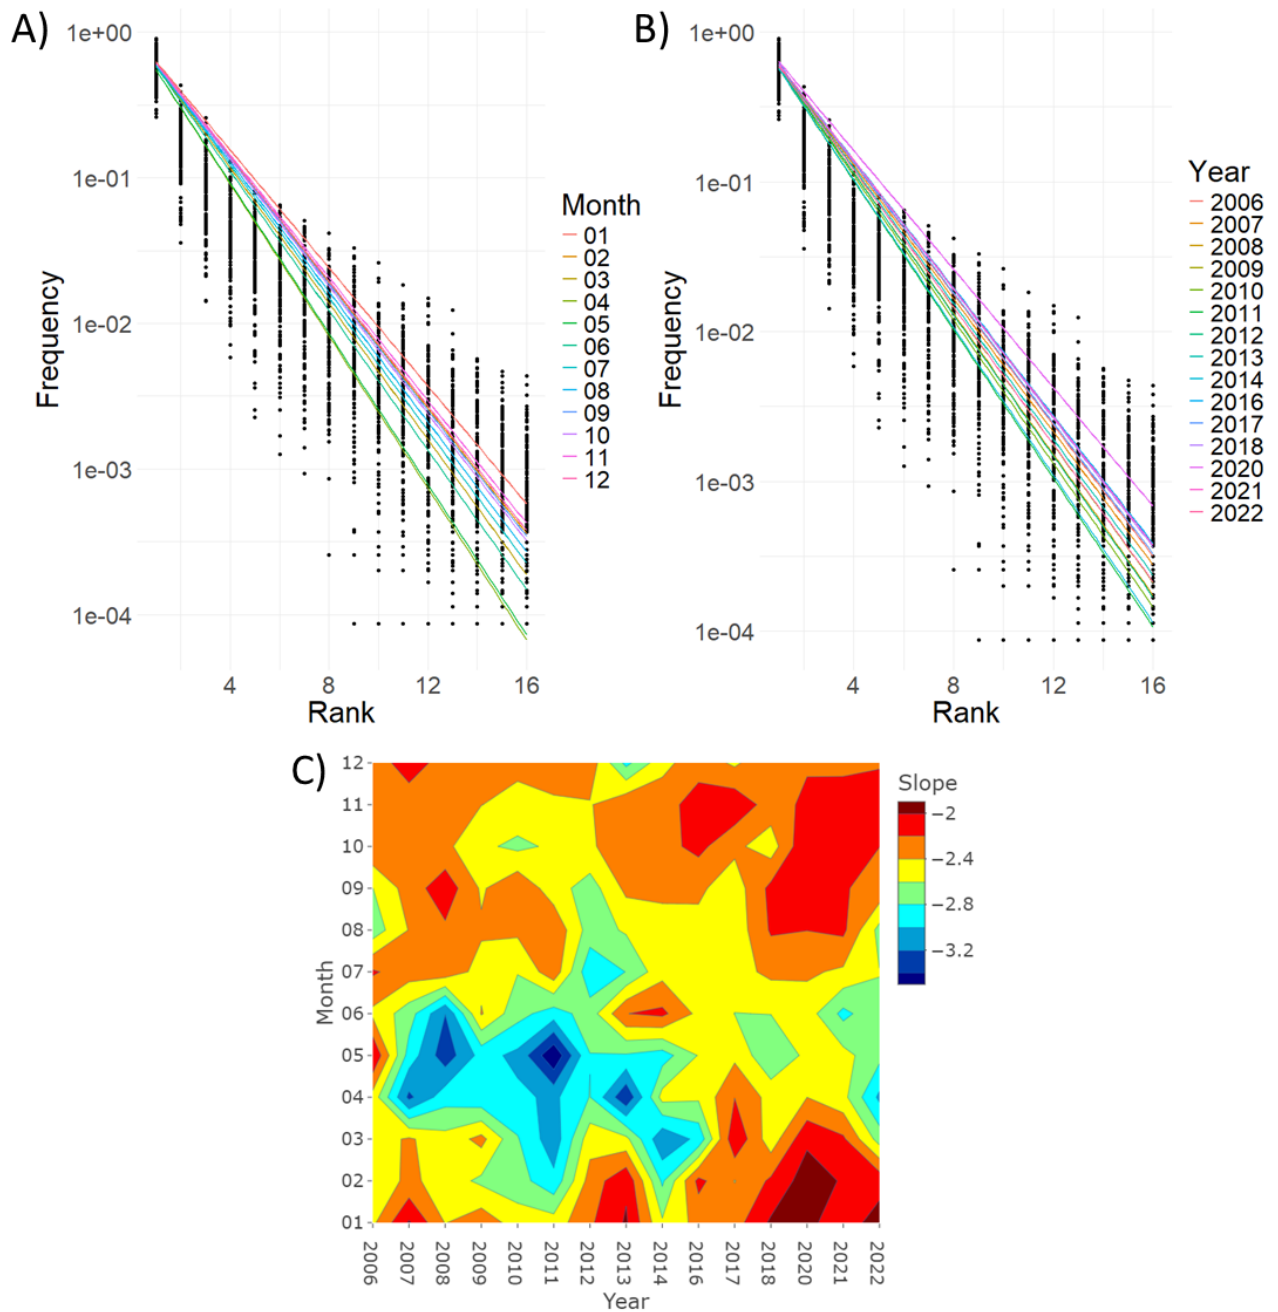 A)
1e+00
1e-01
1e-02
1e-03
1e-04
Frequency
4 8 12 16
Rank
Month
01
02
03
04
05
06
07
08
09
10
11
12
B)
1e+00
1e-01
1e-02
1e-03
1e-04
Frequency
4 8 12 16
Rank
Year
2006
2007
2008
2009
2010
2011
2012
2013
2014
2016
2017
2018
2020
2021
2022
C)
12
11
10
09
08
07
06
05
04
03
02
01
Month
2006 2007 2008 2009 2010 2011 2012 2013 2014 2016 2017 2018 2020 2021 2022
Year
Slope
−2
−2.4
−2.8
−3.2